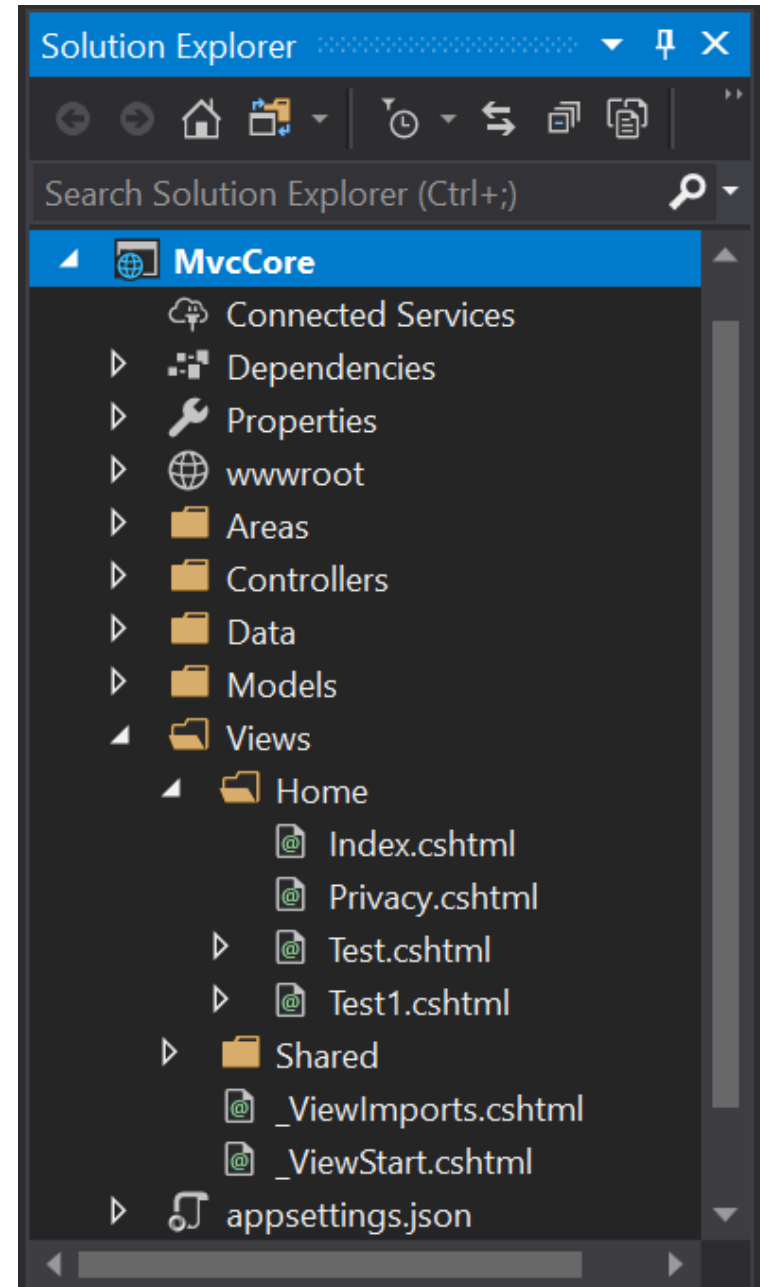 Solution Explorer
Search Solution Explorer (Ctrl+;)
MvcCore
Connected Services
Dependencies
Properties
wwwroot
Areas
Controllers
Data
Models
Views
Home
Index.cshtml
Privacy.cshtml
Test.cshtml
Test1.cshtml
Shared
_ViewImports.cshtml
_ViewStart.cshtml
appsettings.json